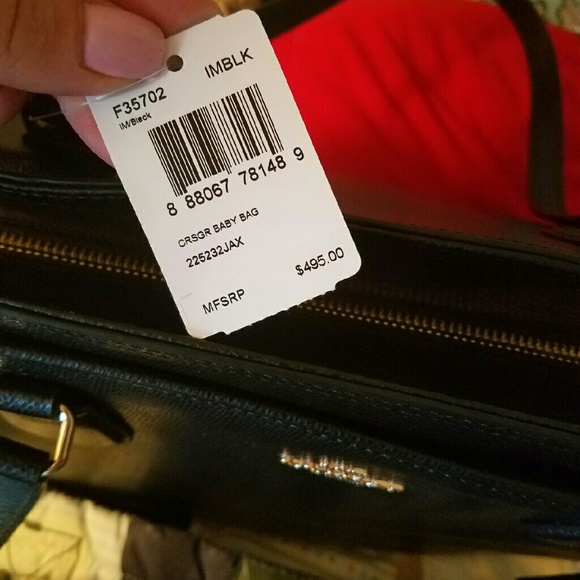 F35702 IMBLK
IM/Black
8 88067 78148 9
CRSGR BABY BAG
225232JAX
MFSRP $495.00